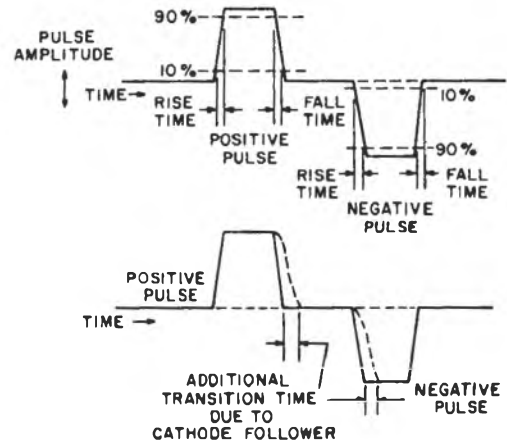 90%
PULSE
AMPLITUDE
10%
TIME
10%
RISE
TIME
FALL
TIME
POSITIVE
PULSE
90%
RISE
TIME
FALL
TIME
NEGATIVE
PULSE
POSITIVE
PULSE
TIME
ADDITIONAL
TRANSITION TIME
DUE TO
CATHODE FOLLOWER
NEGATIVE
PULSE